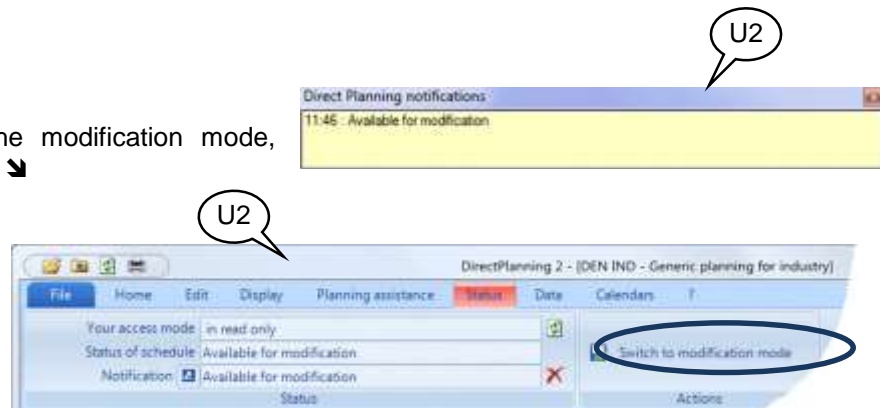 U2
Direct Planning notifications
11:46 : Available for modification
he modification mode,
U2
DirectPlanning 2 - [DEN IND - Generic planning for industry]
File Home Edit Display Planning assistance Status Data Calendars ?
Your access mode in read only
Status of schedule Available for modification
Switch to modification mode
Notification Available for modification
Status Actions